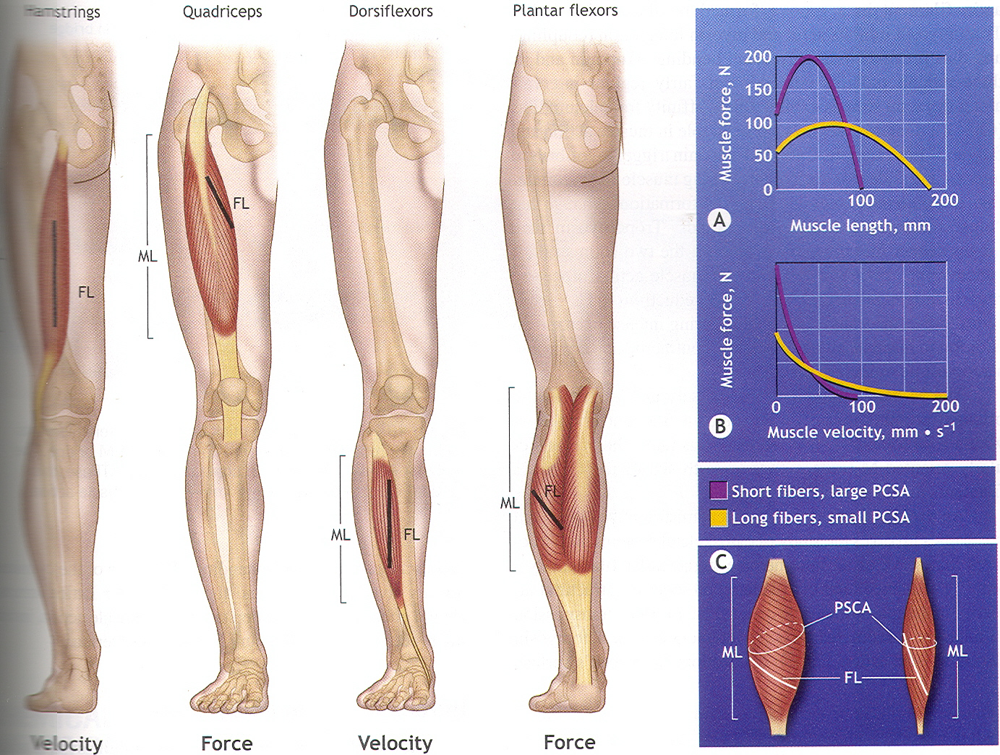 Hamstrings
Quadriceps
Dorsiflexors
Plantar flexors
FL
ML
FL
ML
FL
ML
FL
Velocity
Force
Velocity
Force
Muscle force, N
200
150
100
50
0
100
200
A
Muscle length, mm
Muscle force, N
0
100
200
B
Muscle velocity, mm • s⁻¹
Short fibers, large PCSA
Long fibers, small PCSA
C
PSCA
ML
ML
FL